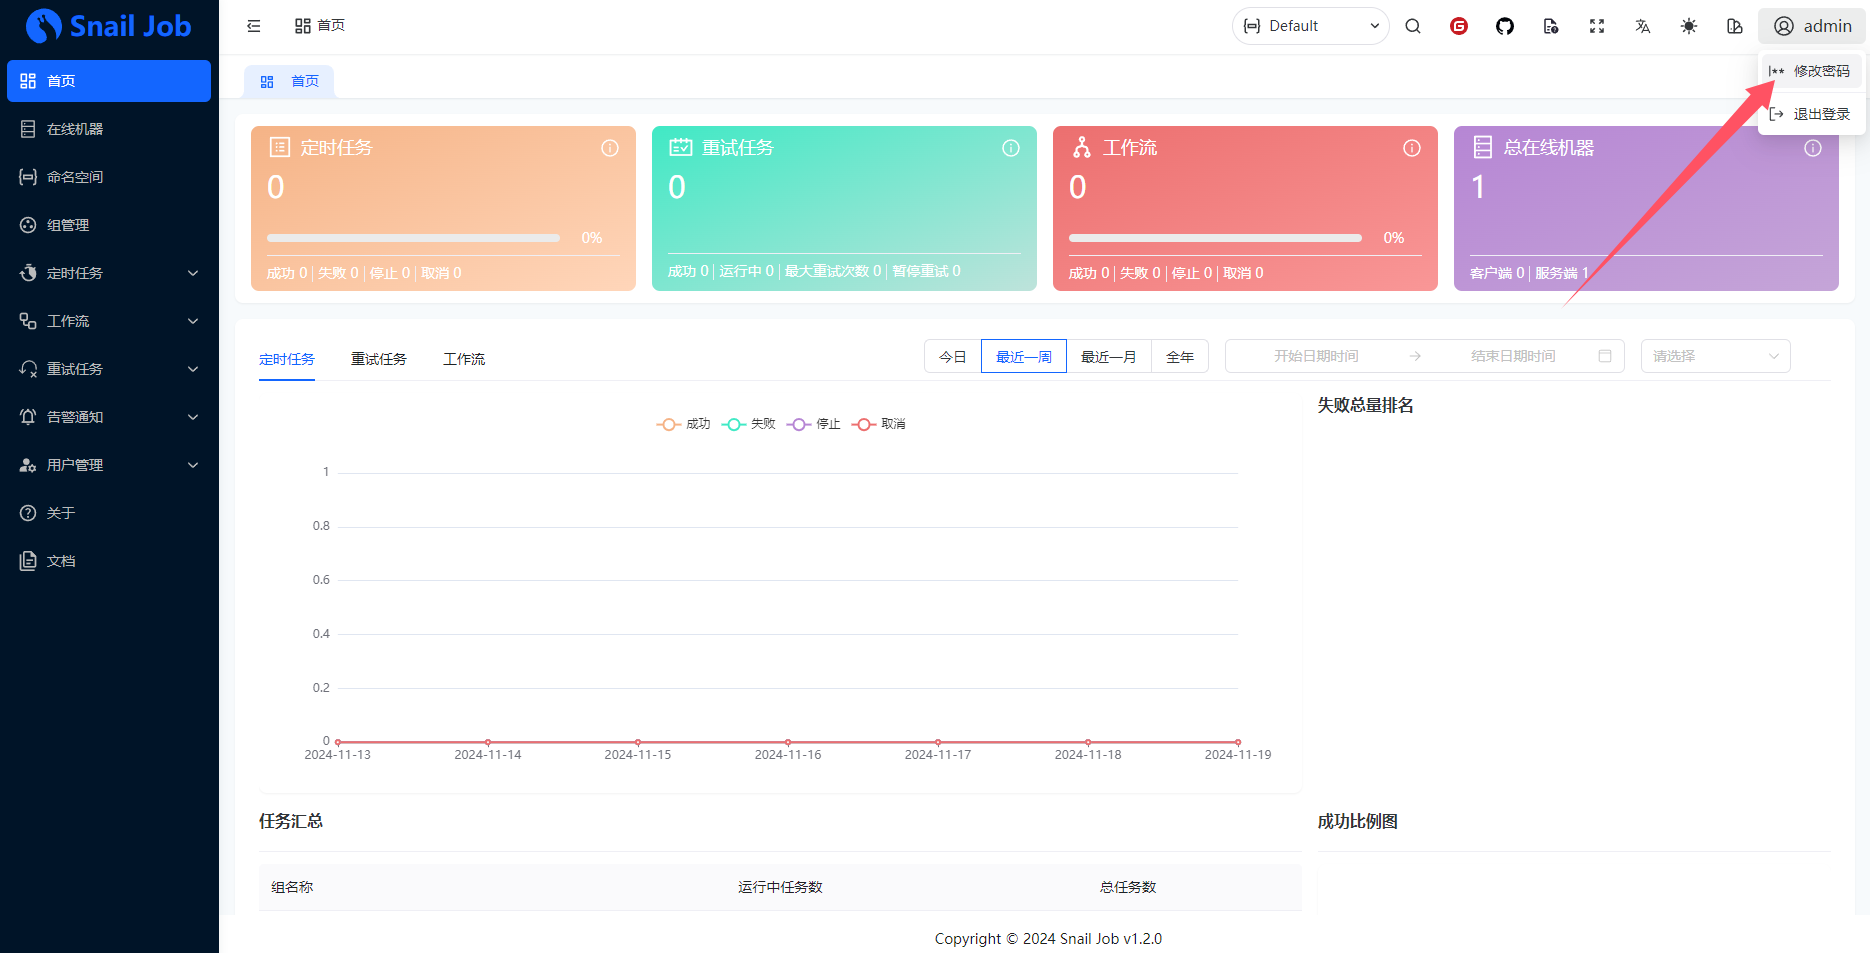 Snail Job
首页
在线机器
命名空间
组管理
定时任务
工作流
重试任务
告警通知
用户管理
关于
文档
首页
Default
admin
首页
修改密码
退出登录
定时任务
0
0%
成功 0 | 失败 0 | 停止 0 | 取消 0
重试任务
0
成功 0 | 运行中 0 | 最大重试次数 0 | 暂停重试 0
工作流
0
0%
成功 0 | 失败 0 | 停止 0 | 取消 0
总在线机器
1
客户端 0 | 服务端 1
定时任务 重试任务 工作流
今日 最近一周 最近一月 全年
开始日期时间 结束日期时间
请选择
成功 失败 停止 取消
1
0.8
0.6
0.4
0.2
0
2024-11-13 2024-11-14 2024-11-15 2024-11-16 2024-11-17 2024-11-18 2024-11-19
失败总量排名
任务汇总
组名称 运行中任务数 总任务数
成功比例图
Copyright © 2024 Snail Job v1.2.0